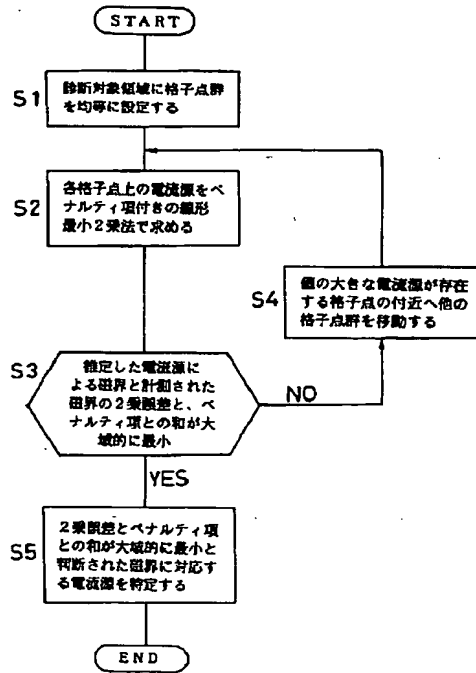 START
S1
診断対象領域に格子点群
を均等に設定する
S2
各格子点上の電流源をペ
ナルティ項付きの線形
最小2乗法で求める
S4
値の大きな電流源が存在
する格子点の付近へ他の
格子点群を移動する
S3
推定した電流源に
よる磁界と計測された
磁界の2乗誤差と、ペ
ナルティ項との和が大
域的に最小
NO
YES
S5
2乗誤差とペナルティ項
との和が大域的に最小と
判断された磁界に対応す
る電流源を特定する
END